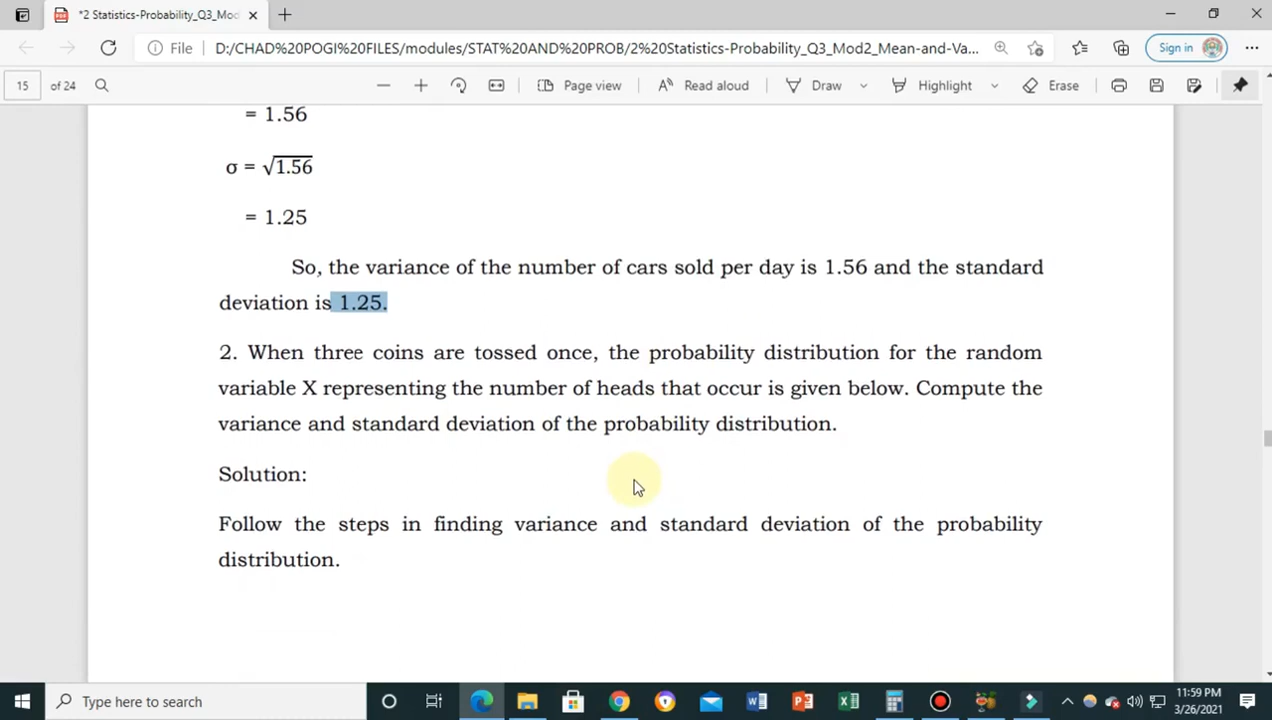 *2 Statistics-Probability_Q3_Mod
File
D:/CHAD%20POGI%20FILES/modules/STAT%20AND%20PROB/2%20Statistics-Probability_Q3_Mod2_Mean-and-Va...
Sign in
15 of 24
Page view
Read aloud
Draw
Highlight
Erase
= 1.56
σ = √1.56
= 1.25
So, the variance of the number of cars sold per day is 1.56 and the standard
deviation is 1.25.
2. When three coins are tossed once, the probability distribution for the random
variable X representing the number of heads that occur is given below. Compute the
variance and standard deviation of the probability distribution.
Solution:
Follow the steps in finding variance and standard deviation of the probability
distribution.
Type here to search
11:59 PM
3/26/2021